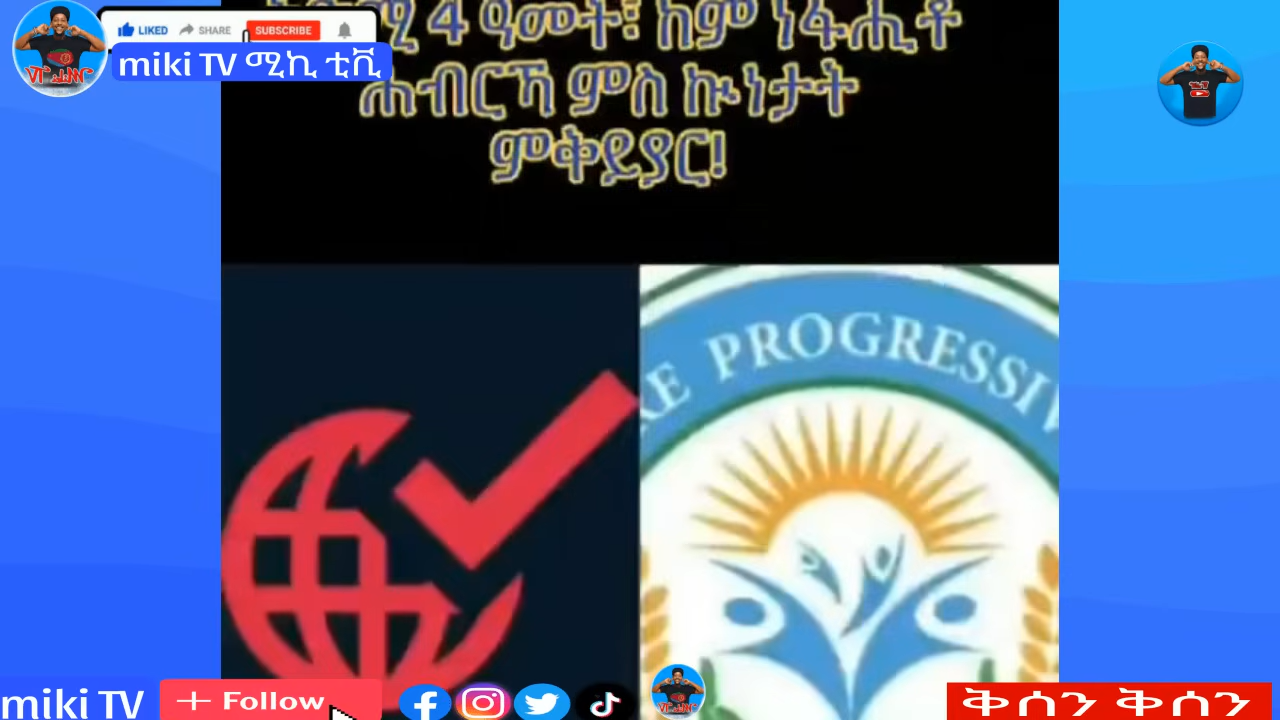 4 ዓመት፣ ከም ነፋሒቶ
ሐብርኻ ምስ ኩነታት
ምቅይያር!
LIKED
SHARE
SUBSCRIBE
miki TV ሚኪ ቲቪ
PROGRESSIV
miki TV
+ Follow
ቅሰን ቅሰን